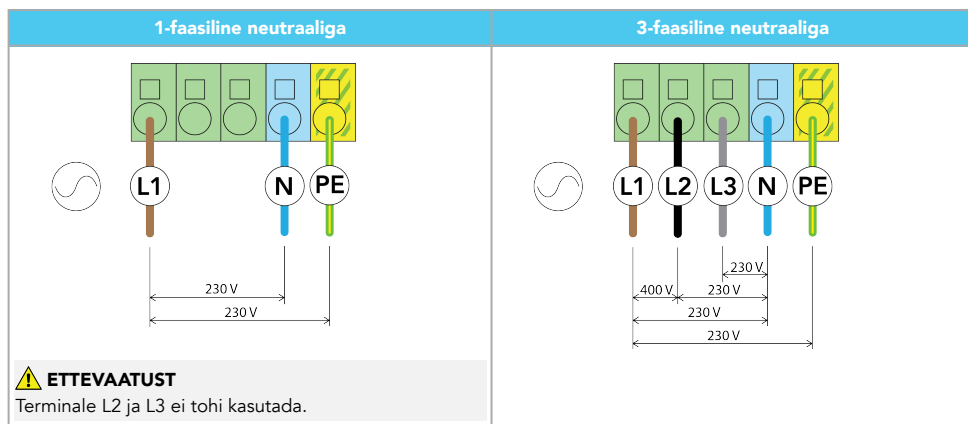 1-faasiline neutraaliga
3-faasiline neutraaliga
L1
N
PE
230 V
230 V
⚠ ETTEVAATUST
Terminale L2 ja L3 ei tohi kasutada.
L1
L2
L3
N
PE
230 V
400 V
230 V
230 V
230 V